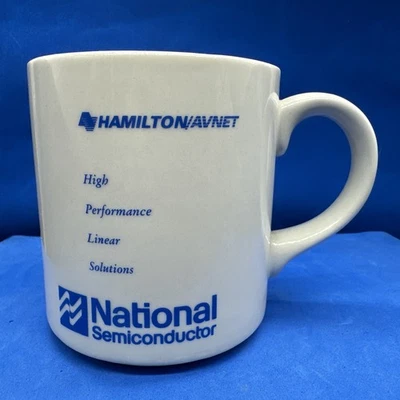 HAMILTON/AVNET
High
Performance
Linear
Solutions
National
Semiconductor